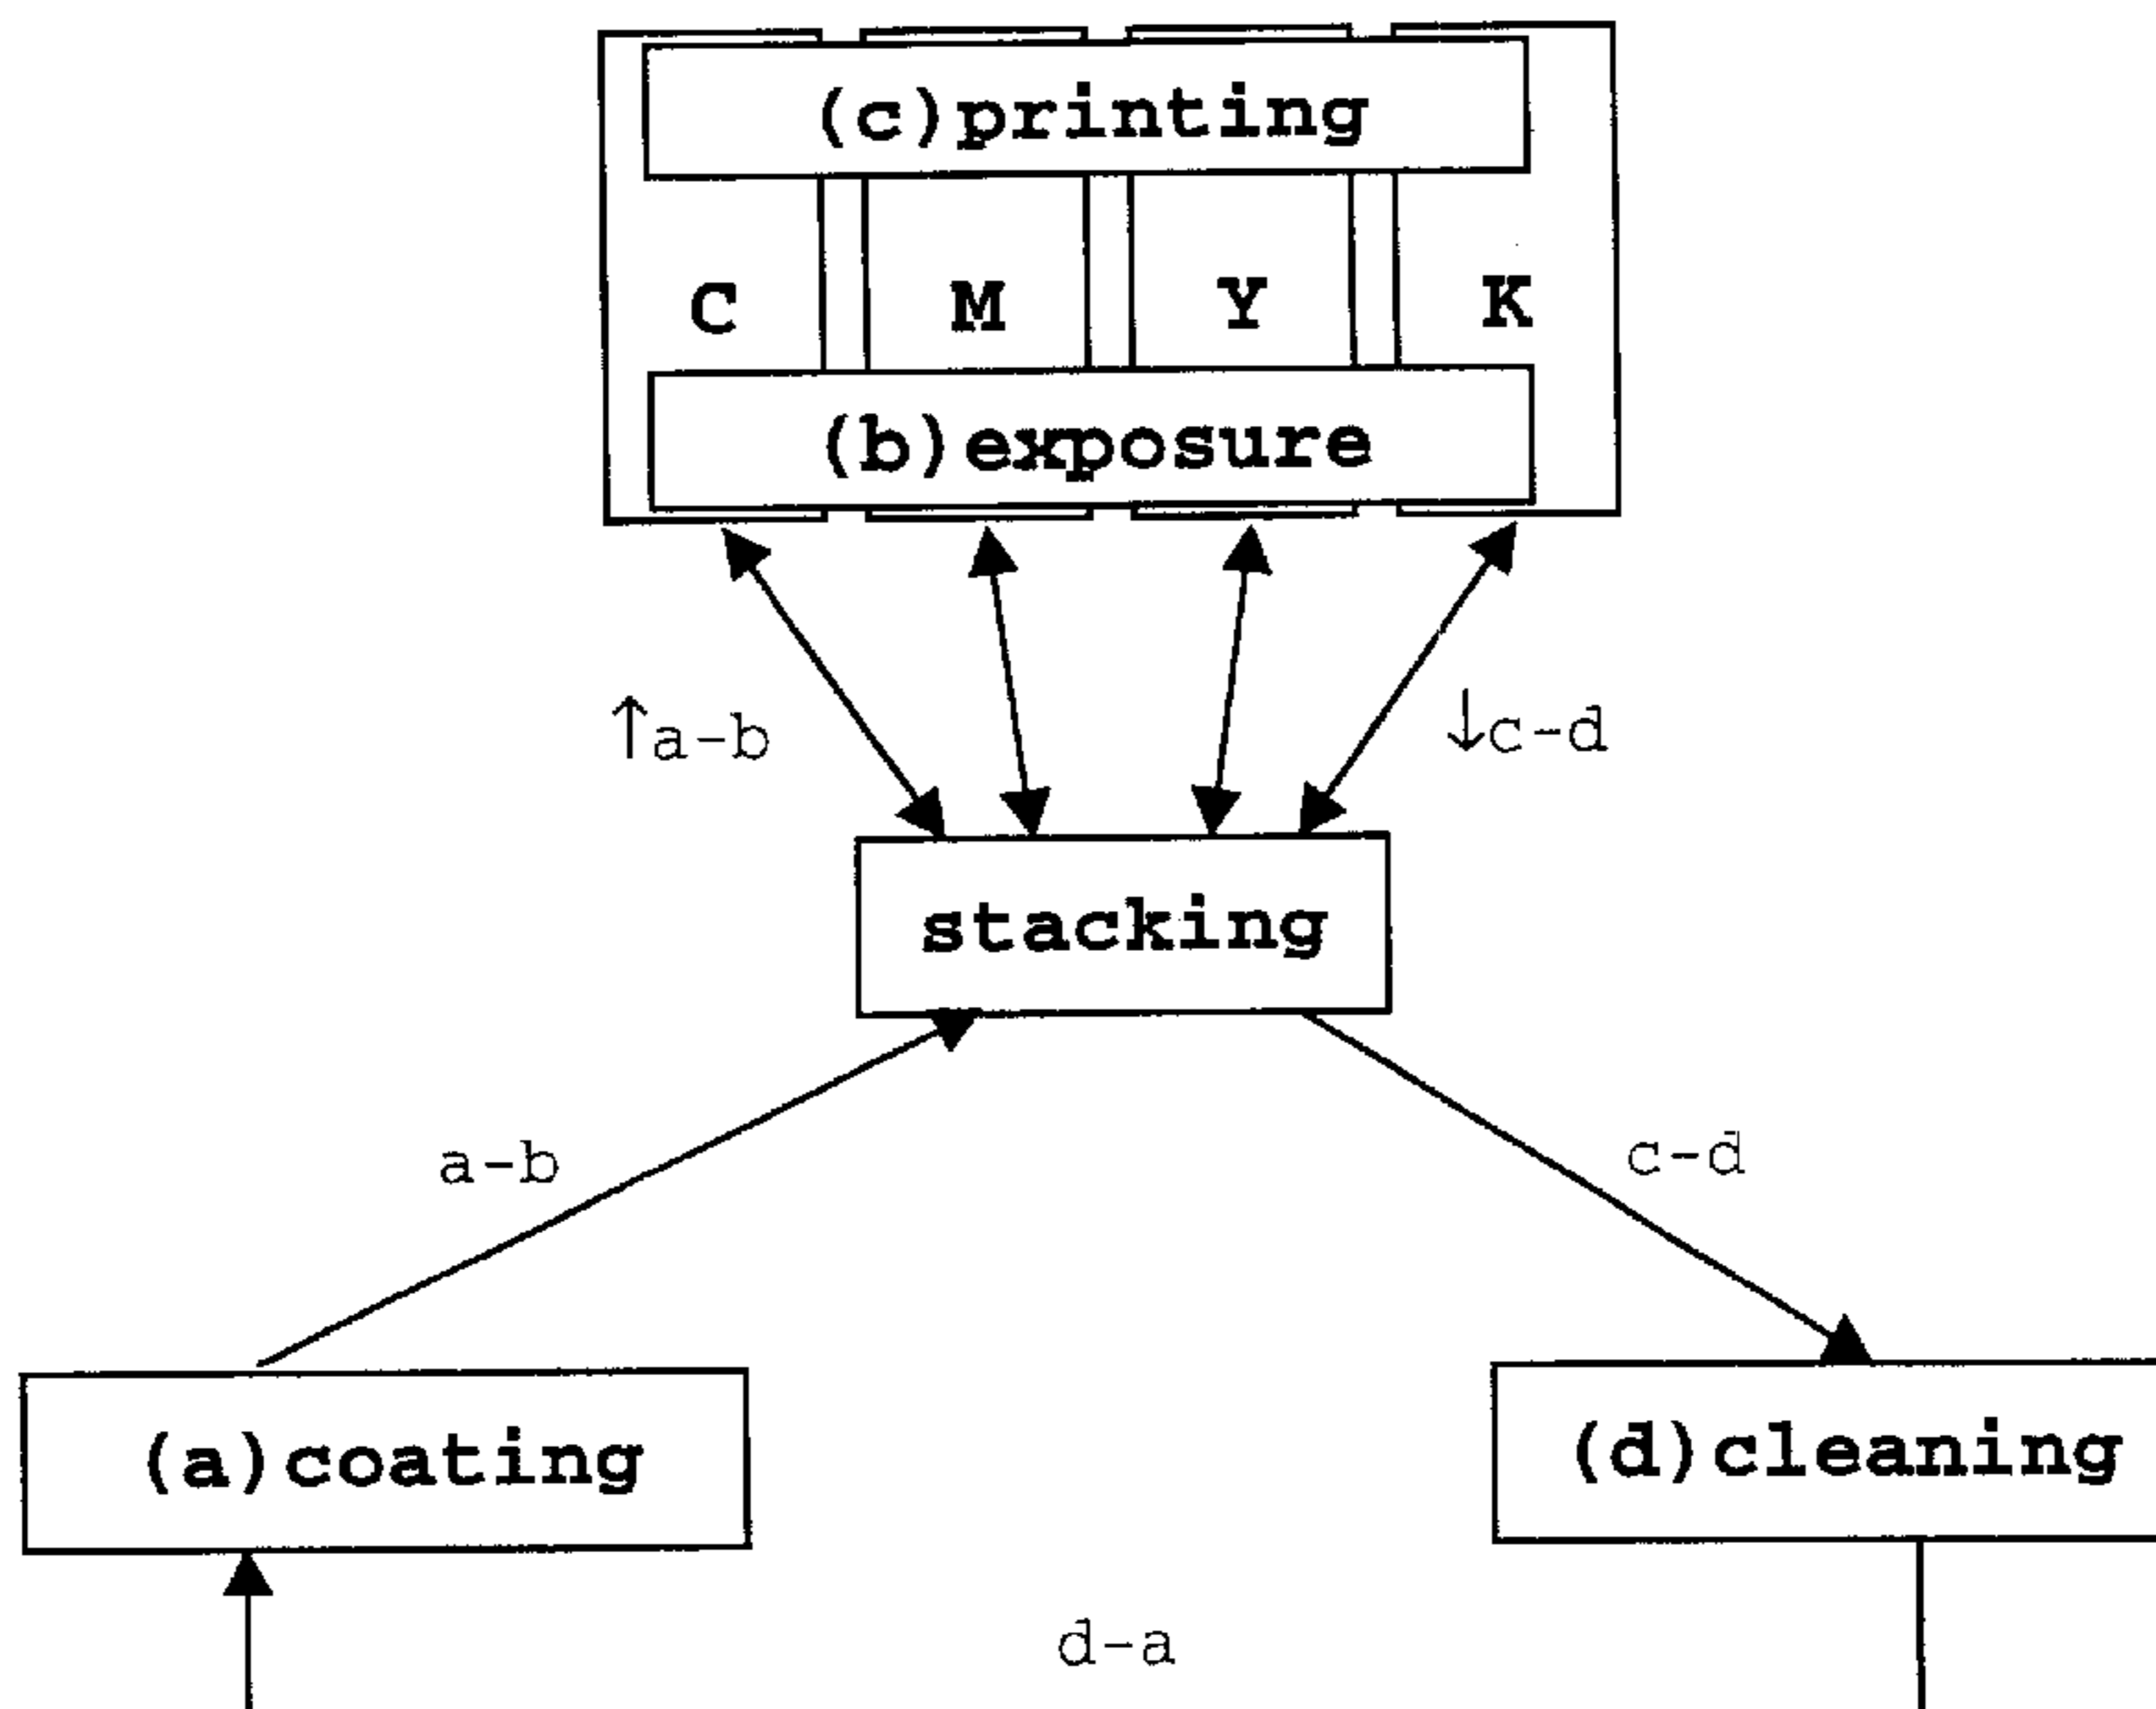 (c)printing
C M Y K
(b)exposure
↑a-b ↓c-d
stacking
a-b c-d
(a)coating (d)cleaning
d-a